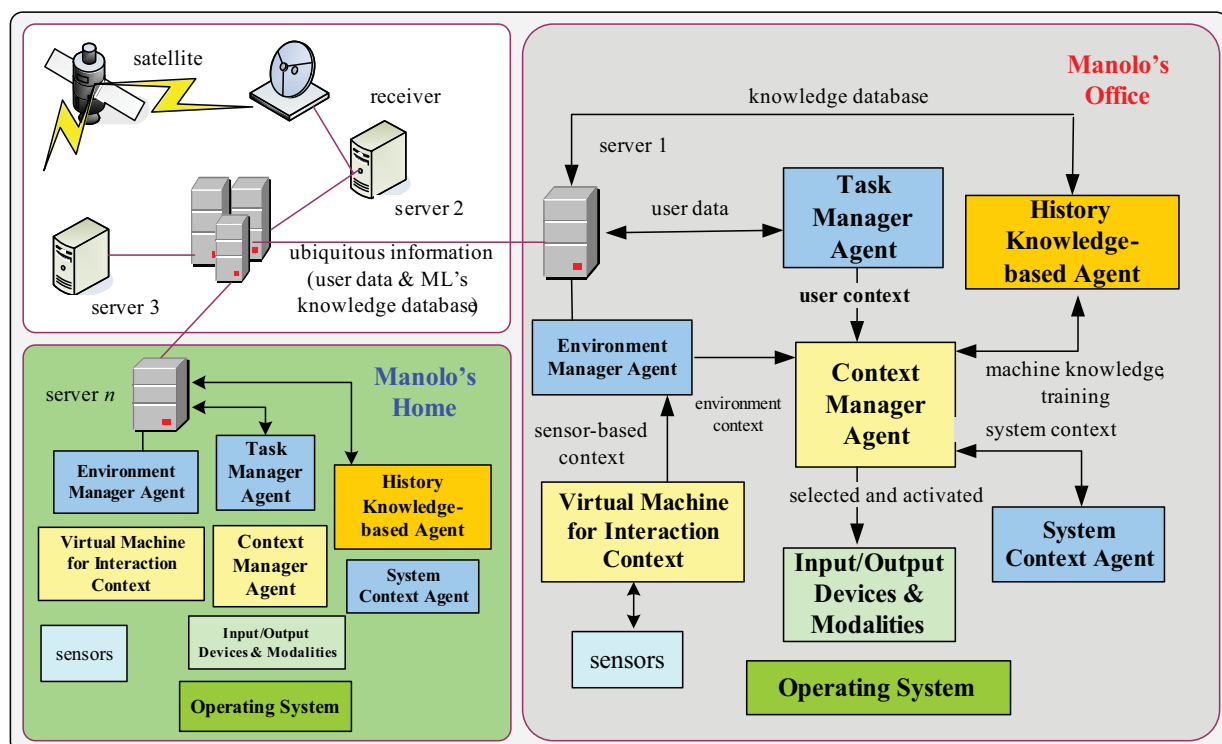 satellite
receiver
server 2
server 3
ubiquitous information
(user data & ML's
knowledge database)
Manolo's
Office
knowledge database
server 1
user data
Task
Manager
Agent
History
Knowledge-
based Agent
user context
Environment
Manager Agent
environment
context
Context
Manager
Agent
machine knowledge,
training
system context
sensor-based
context
selected and activated
Virtual Machine
for Interaction
Context
System
Context Agent
Input/Output
Devices &
Modalities
sensors
Operating System
Manolo's
Home
server n
Environment
Manager Agent
Task
Manager
Agent
History
Knowledge-
based Agent
Virtual Machine
for Interaction
Context
Context
Manager
Agent
System
Context Agent
sensors
Input/Output
Devices & Modalities
Operating System